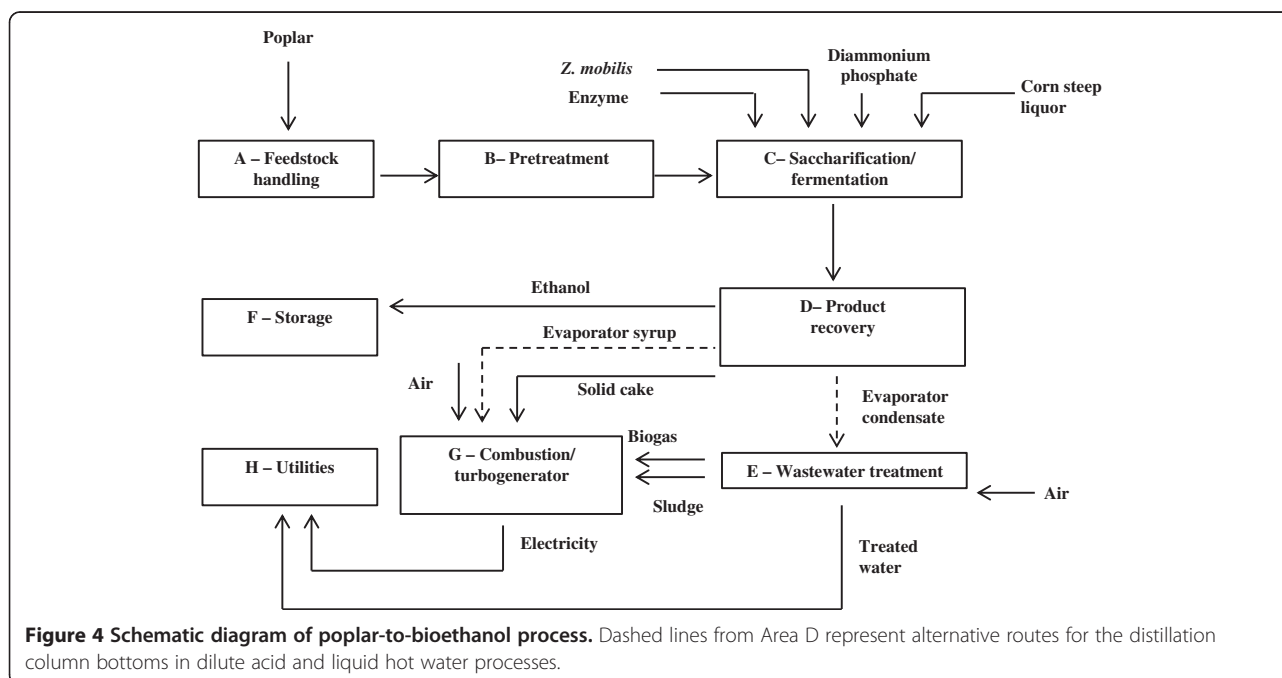 Poplar
Z. mobilis
Enzyme
Diammonium
phosphate
Corn steep
liquor
A – Feedstock
handling
B– Pretreatment
C– Saccharification/
fermentation
Ethanol
F – Storage
D– Product
recovery
Evaporator syrup
Air
Solid cake
Evaporator
condensate
Biogas
G – Combustion/
turbogenerator
H – Utilities
E – Wastewater treatment
Air
Sludge
Electricity
Treated
water
Figure 4 Schematic diagram of poplar-to-bioethanol process. Dashed lines from Area D represent alternative routes for the distillation
column bottoms in dilute acid and liquid hot water processes.